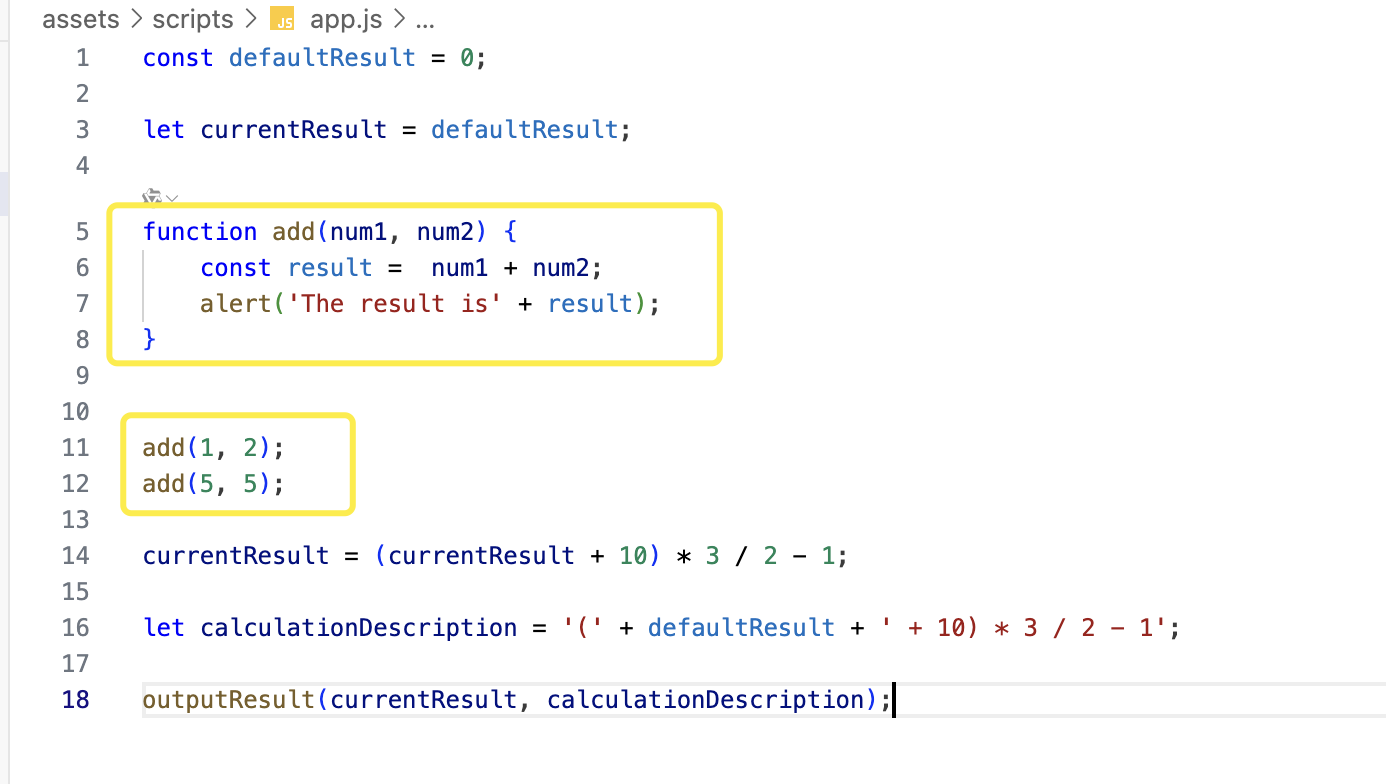 assets > scripts > JS app.js > ...
1 const defaultResult = 0;
2
3 let currentResult = defaultResult;
4
5 function add(num1, num2) {
6     const result =  num1 + num2;
7     alert('The result is' + result);
8 }
9
10
11 add(1, 2);
12 add(5, 5);
13
14 currentResult = (currentResult + 10) * 3 / 2 - 1;
15
16 let calculationDescription = '(' + defaultResult + ' + 10) * 3 / 2 - 1';
17
18 outputResult(currentResult, calculationDescription);